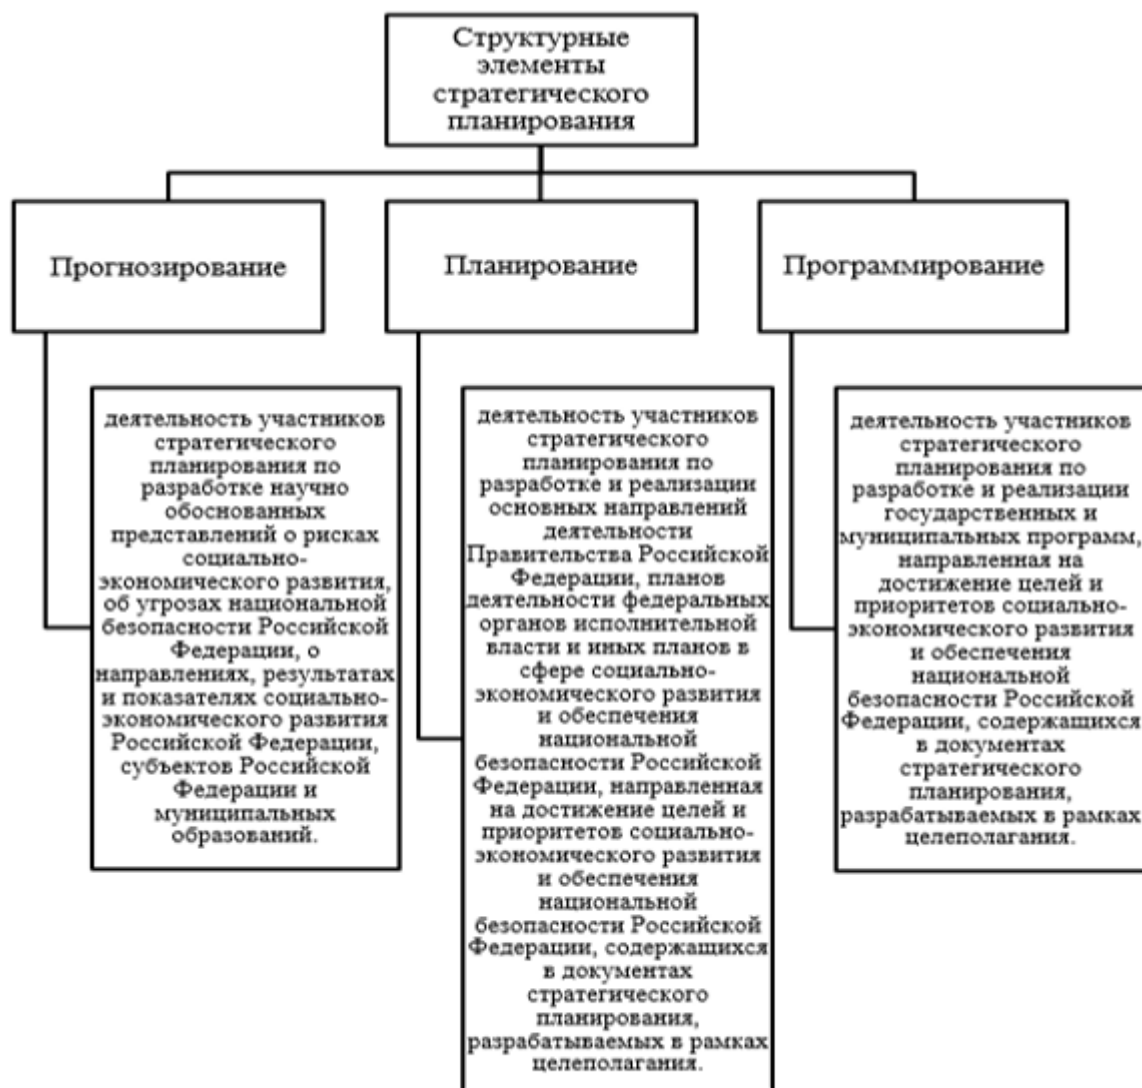 Структурные
элементы
стратегического
планирования
Прогнозирование
Планирование
Программирование
деятельность участников
стратегического
планирования по
разработке научно
обоснованных
представлений о рисках
социально-
экономического развития,
об угрозах национальной
безопасности Российской
Федерации, о
направлениях, результатах
и показателях социально-
экономического развития
Российской Федерации,
субъектов Российской
Федерации и
муниципальных
образований.
деятельность участников
стратегического
планирования по
разработке и реализации
основных направлений
деятельности
Правительства Российской
Федерации, планов
деятельности федеральных
органов исполнительной
власти и иных планов в
сфере социально-
экономического развития
и обеспечения
национальной
безопасности Российской
Федерации, направленная
на достижение целей и
приоритетов социально-
экономического развития
и обеспечения
национальной
безопасности Российской
Федерации, содержащихся
в документах
стратегического
планирования,
разрабатываемых в рамках
целеполагания.
деятельность участников
стратегического
планирования по
разработке и реализации
государственных и
муниципальных программ,
направленная на
достижение целей и
приоритетов социально-
экономического развития
и обеспечения
национальной
безопасности Российской
Федерации, содержащихся
в документах
стратегического
планирования,
разрабатываемых в рамках
целеполагания.